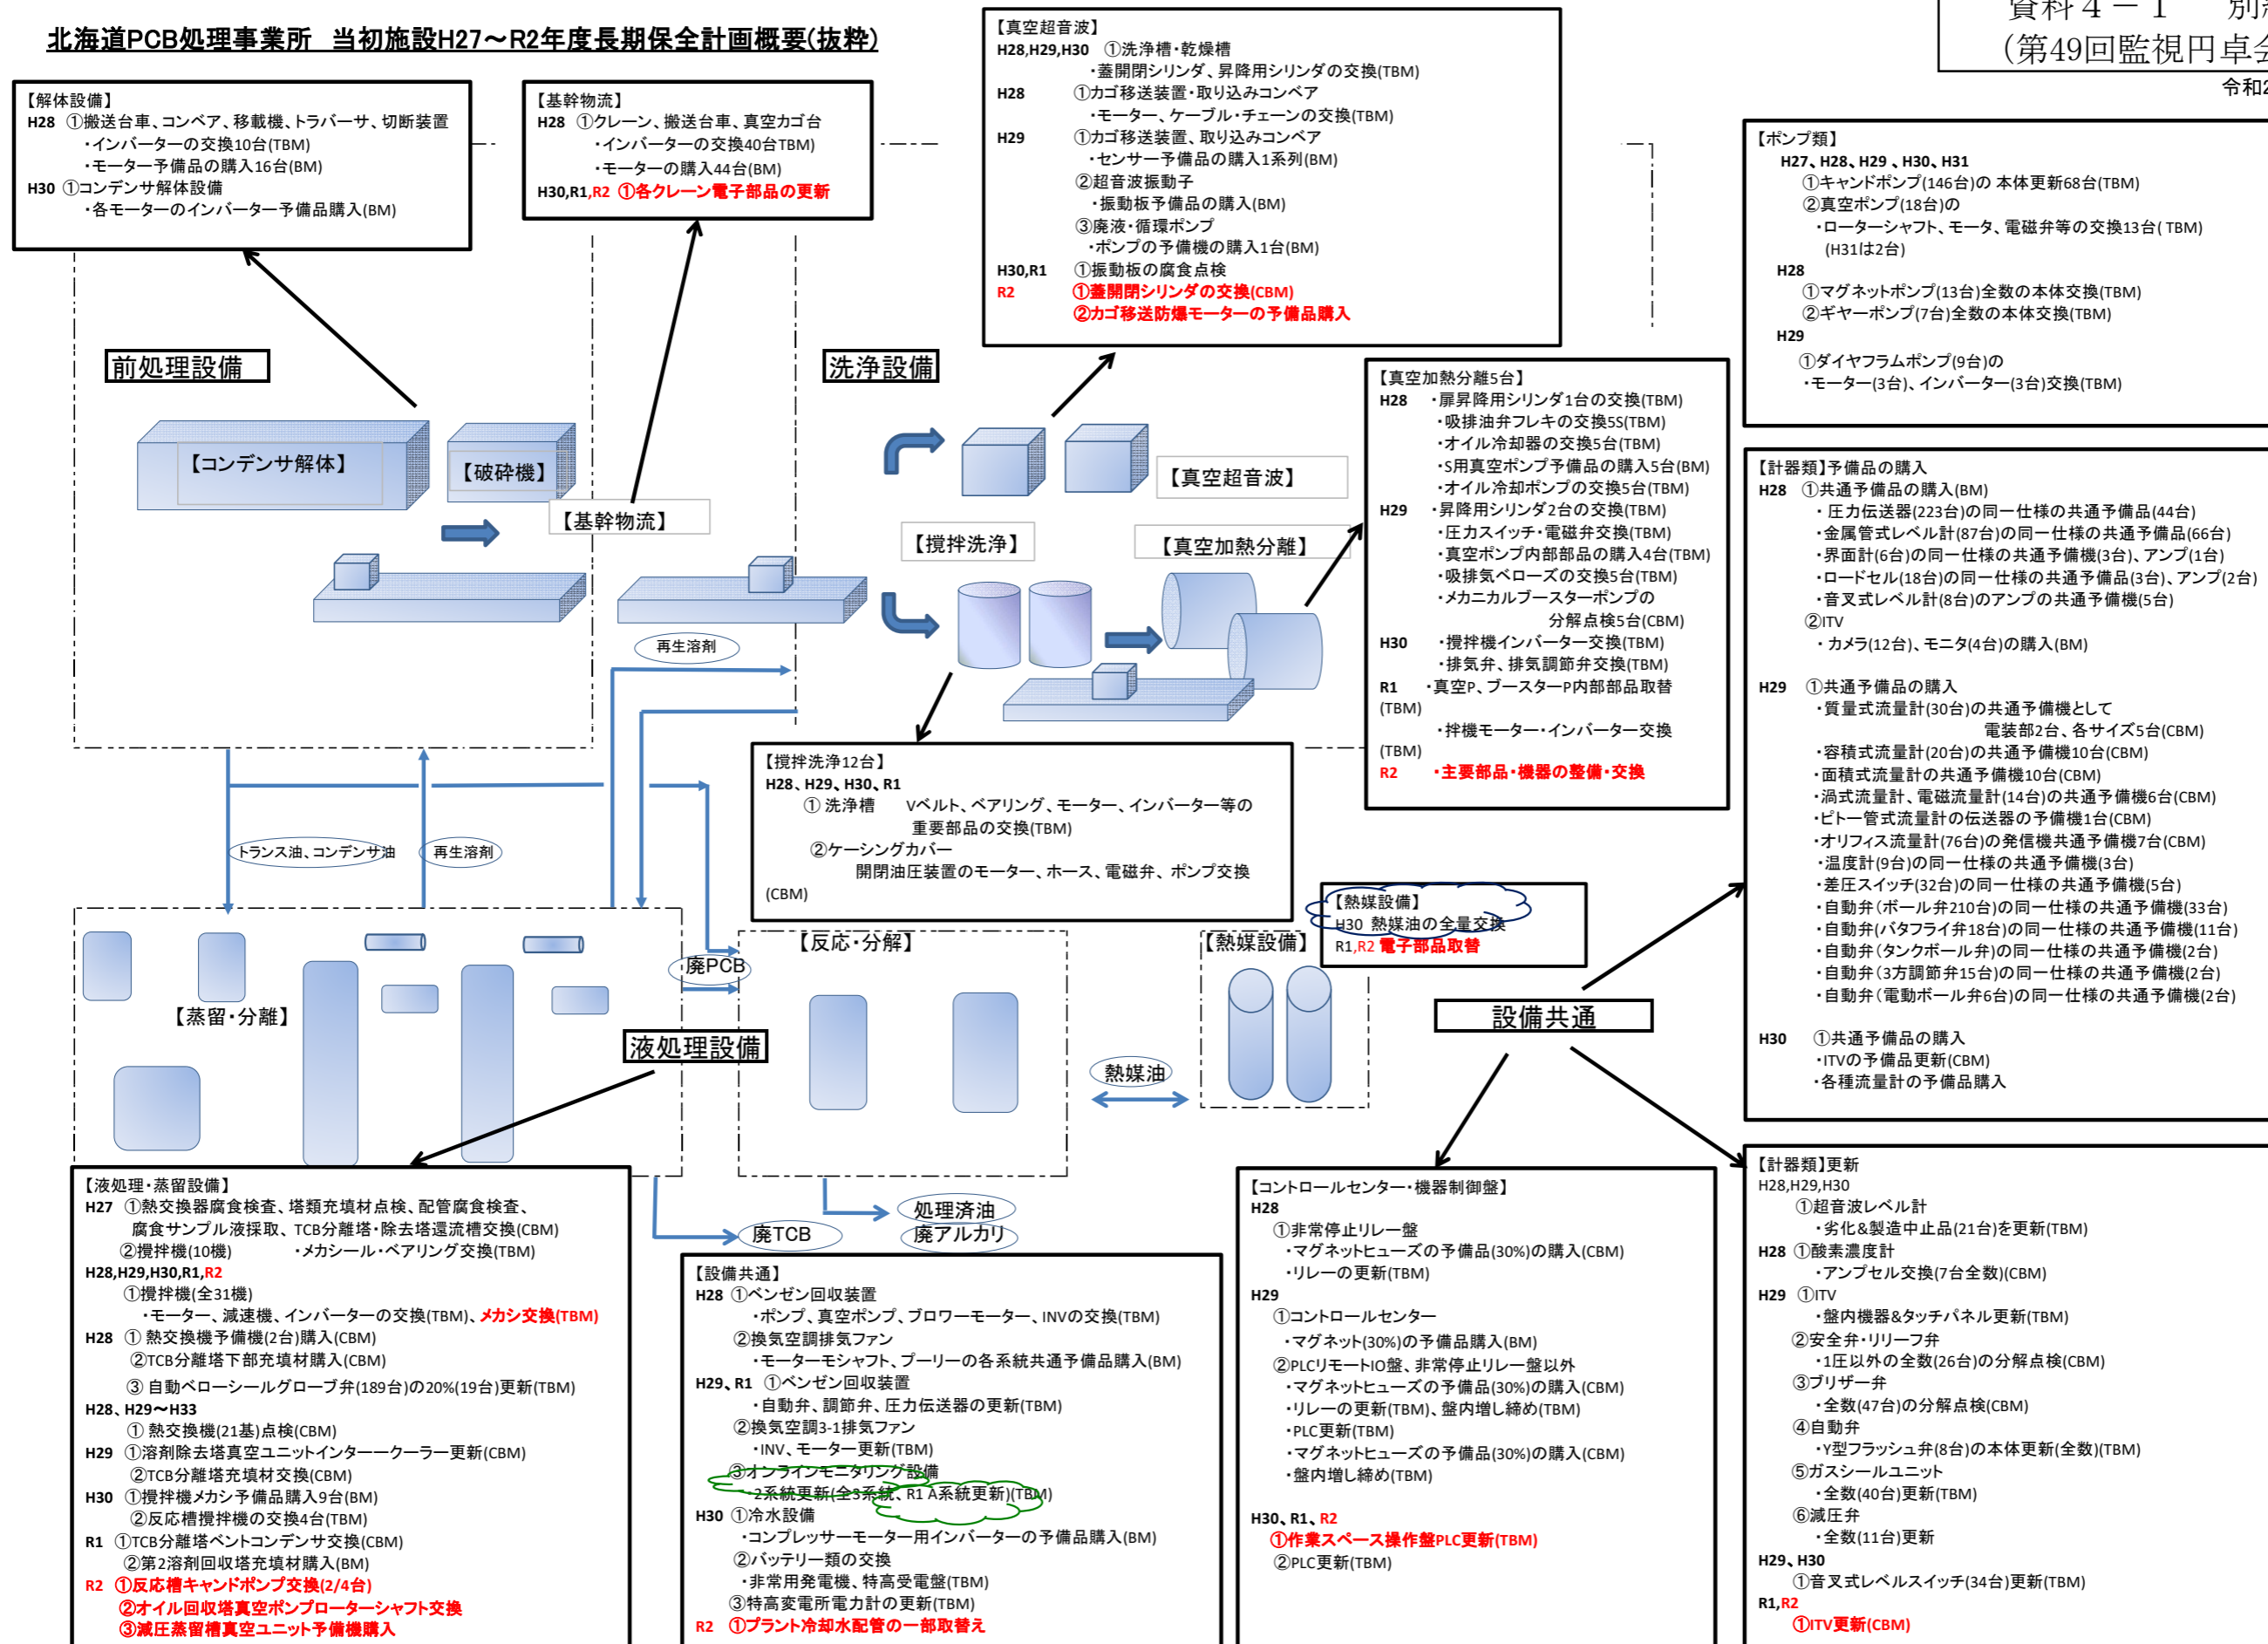 資料４－１　別
(第49回監視円卓
令和2
北海道PCB処理事業所　当初施設H27～R2年度長期保全計画概要(抜粋)
【解体設備】
H28 ①搬送台車、コンベア、移載機、トラバーサ、切断装置
・インバーターの交換10台(TBM)
・モーター予備品の購入16台(BM)
H30 ①コンデンサ解体設備
・各モーターのインバーター予備品購入(BM)
【基幹物流】
H28 ①クレーン、搬送台車、真空カゴ台
・インバーターの交換40台TBM)
・モーターの購入44台(BM)
H30,R1,R2 ①各クレーン電子部品の更新
【真空超音波】
H28,H29,H30 ①洗浄槽・乾燥槽
・蓋開閉シリンダ、昇降用シリンダの交換(TBM)
H28 ①カゴ移送装置・取り込みコンベア
・モーター、ケーブル・チェーンの交換(TBM)
H29 ①カゴ移送装置、取り込みコンベア
・センサー予備品の購入1系列(BM)
②超音波振動子
・振動板予備品の購入(BM)
③廃液・循環ポンプ
・ポンプの予備機の購入1台(BM)
H30,R1 ①振動板の腐食点検
R2 ①蓋開閉シリンダの交換(CBM)
②カゴ移送防爆モーターの予備品購入
【ポンプ類】
H27、H28、H29 、H30、H31
①キャンドポンプ(146台)の 本体更新68台(TBM)
②真空ポンプ(18台)の
・ローターシャフト、モータ、電磁弁等の交換13台( TBM)
(H31は2台)
H28
①マグネットポンプ(13台)全数の本体交換(TBM)
②ギヤーポンプ(7台)全数の本体交換(TBM)
H29
①ダイヤフラムポンプ(9台)の
・モーター(3台)、インバーター(3台)交換(TBM)
前処理設備
洗浄設備
【コンデンサ解体】
【破砕機】
【基幹物流】
【真空超音波】
【攪拌洗浄】
【真空加熱分離】
再生溶剤
【真空加熱分離5台】
H28 ・扉昇降用シリンダ1台の交換(TBM)
・吸排油弁フレキの交換5S(TBM)
・オイル冷却器の交換5台(TBM)
・S用真空ポンプ予備品の購入5台(BM)
・オイル冷却ポンプの交換5台(TBM)
H29 ・昇降用シリンダ2台の交換(TBM)
・圧力スイッチ・電磁弁交換(TBM)
・真空ポンプ内部部品の購入4台(TBM)
・吸排気ベローズの交換5台(TBM)
・メカニカルブースターポンプの
分解点検5台(CBM)
H30 ・攪拌機インバーター交換(TBM)
・排気弁、排気調節弁交換(TBM)
R1 ・真空P、ブースターP内部部品取替
(TBM)
・拌機モーター・インバーター交換
(TBM)
R2 ・主要部品・機器の整備・交換
【計器類】予備品の購入
H28 ①共通予備品の購入(BM)
・ 圧力伝送器(223台)の同一仕様の共通予備品(44台)
・金属管式レベル計(87台)の同一仕様の共通予備品(66台)
・界面計(6台)の同一仕様の共通予備機(3台)、アンプ(1台)
・ロードセル(18台)の同一仕様の共通予備品(3台)、アンプ(2台)
・音叉式レベル計(8台)のアンプの共通予備機(5台)
②ITV
・ カメラ(12台)、モニタ(4台)の購入(BM)
H29 ①共通予備品の購入
・質量式流量計(30台)の共通予備機として
電装部2台、各サイズ5台(CBM)
・容積式流量計(20台)の共通予備機10台(CBM)
・面積式流量計の共通予備機10台(CBM)
・渦式流量計、電磁流量計(14台)の共通予備機6台(CBM)
・ピトー管式流量計の伝送器の予備機1台(CBM)
・オリフィス流量計(76台)の発信機共通予備機7台(CBM)
・温度計(9台)の同一仕様の共通予備機(3台)
・差圧スイッチ(32台)の同一仕様の共通予備機(5台)
・自動弁(ボール弁210台)の同一仕様の共通予備機(33台)
・自動弁(バタフライ弁18台)の同一仕様の共通予備機(11台)
・自動弁(タンクボール弁)の同一仕様の共通予備機(2台)
・自動弁(3方調節弁15台)の同一仕様の共通予備機(2台)
・自動弁(電動ボール弁6台)の同一仕様の共通予備機(2台)
H30 ①共通予備品の購入
・ITVの予備品更新(CBM)
・各種流量計の予備品購入
【攪拌洗浄12台】
H28、H29、H30、R1
① 洗浄槽 Vベルト、ベアリング、モーター、インバーター等の
重要部品の交換(TBM)
②ケーシングカバー
開閉油圧装置のモーター、ホース、電磁弁、ポンプ交換
(CBM)
トランス油、コンデンサ油
再生溶剤
【熱媒設備】
H30 熱媒油の全量交換
R1,R2 電子部品取替
【反応・分解】
【熱媒設備】
廃PCB
【蒸留・分離】
液処理設備
設備共通
熱媒油
処理済油
廃アルカリ
廃TCB
【液処理・蒸留設備】
H27 ①熱交換器腐食検査、塔類充填材点検、配管腐食検査、
腐食サンプル液採取、TCB分離塔・除去塔還流槽交換(CBM)
②攪拌機(10機) ・メカシール・ベアリング交換(TBM)
H28,H29,H30,R1,R2
①攪拌機(全31機)
・モーター、減速機、インバーターの交換(TBM)、メカシ交換(TBM)
H28 ① 熱交換機予備機(2台)購入(CBM)
②TCB分離塔下部充填材購入(CBM)
③ 自動ベローシールグローブ弁(189台)の20%(19台)更新(TBM)
H28、H29～H33
① 熱交換機(21基)点検(CBM)
H29 ①溶剤除去塔真空ユニットインターークーラー更新(CBM)
②TCB分離塔充填材交換(CBM)
H30 ①攪拌機メカシ予備品購入9台(BM)
②反応槽攪拌機の交換4台(TBM)
R1 ①TCB分離塔ベントコンデンサ交換(CBM)
②第2溶剤回収塔充填材購入(BM)
R2 ①反応槽キャンドポンプ交換(2/4台)
②オイル回収塔真空ポンプローターシャフト交換
③減圧蒸留槽真空ユニット予備機購入
【設備共通】
H28 ①ベンゼン回収装置
・ポンプ、真空ポンプ、ブロワーモーター、INVの交換(TBM)
②換気空調排気ファン
・モーターモシャフト、プーリーの各系統共通予備品購入(BM)
H29、R1 ①ベンゼン回収装置
・自動弁、調節弁、圧力伝送器の更新(TBM)
②換気空調3-1排気ファン
・INV、モーター更新(TBM)
③オンラインモニタリング設備
・2系統更新(全3系統、R1 A系統更新)(TBM)
H30 ①冷水設備
・コンプレッサーモーター用インバーターの予備品購入(BM)
②バッテリー類の交換
・非常用発電機、特高受電盤(TBM)
③特高変電所電力計の更新(TBM)
R2 ①プラント冷却水配管の一部取替え
【コントロールセンター・機器制御盤】
H28
①非常停止リレー盤
・マグネットヒューズの予備品(30%)の購入(CBM)
・リレーの更新(TBM)
H29
①コントロールセンター
・マグネット(30%)の予備品購入(BM)
②PLCリモートIO盤、非常停止リレー盤以外
・マグネットヒューズの予備品(30%)の購入(CBM)
・リレーの更新(TBM)、盤内増し締め(TBM)
・PLC更新(TBM)
・マグネットヒューズの予備品(30%)の購入(CBM)
・盤内増し締め(TBM)
H30、R1、R2
①作業スペース操作盤PLC更新(TBM)
②PLC更新(TBM)
【計器類】更新
H28,H29,H30
①超音波レベル計
・劣化&製造中止品(21台)を更新(TBM)
H28 ①酸素濃度計
・アンプセル交換(7台全数)(CBM)
H29 ①ITV
・盤内機器&タッチパネル更新(TBM)
②安全弁・リリーフ弁
・1圧以外の全数(26台)の分解点検(CBM)
③ブリザー弁
・全数(47台)の分解点検(CBM)
④自動弁
・Y型フラッシュ弁(8台)の本体更新(全数)(TBM)
⑤ガスシールユニット
・全数(40台)更新(TBM)
⑥減圧弁
・全数(11台)更新
H29、H30
①音叉式レベルスイッチ(34台)更新(TBM)
R1,R2
①ITV更新(CBM)